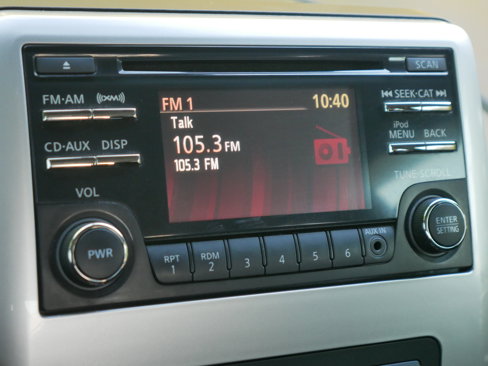 SCAN
FM·AM ((XM))
SEEK·CAT
FM 1 10:40
Talk
105.3 FM
105.3 FM
iPod
MENU BACK
CD·AUX DISP
TUNE·SCROLL
VOL
PWR
ENTER
SETTING
RPT
1
RDM
2
3
4
5
6
AUX IN